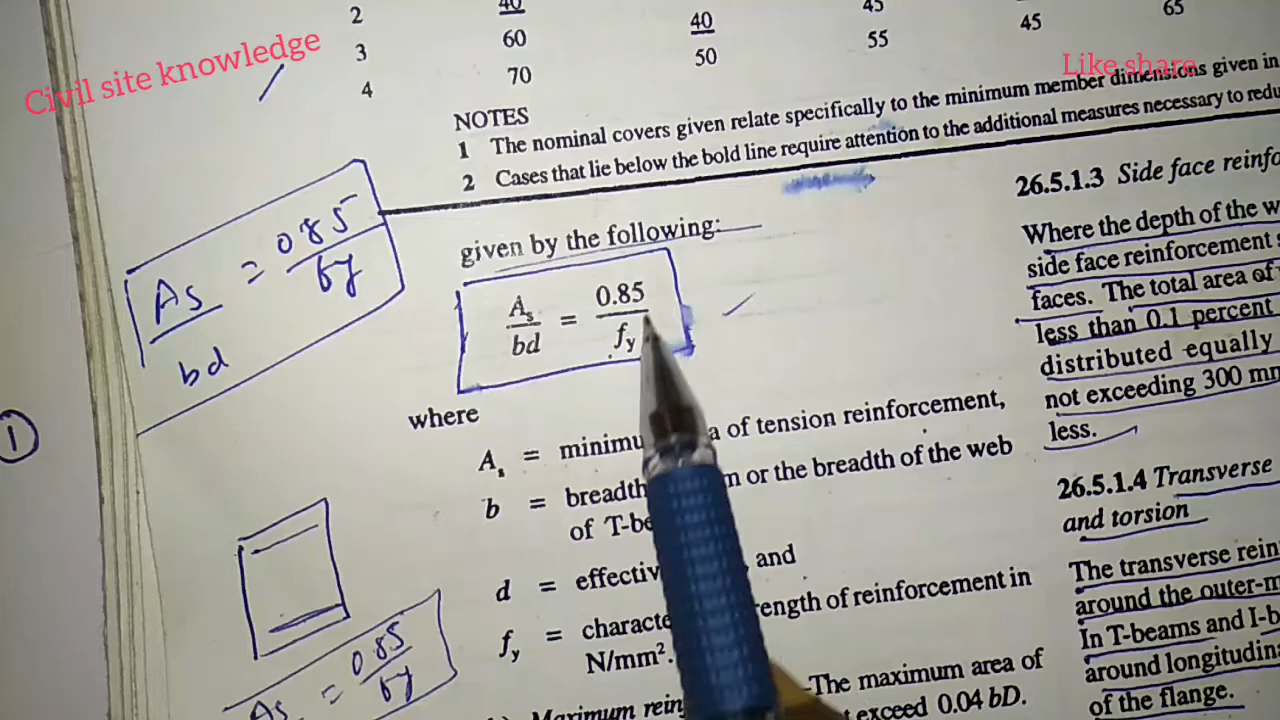 2 40 40 45 45 65
3 60 50 55
4 70
Civil site knowledge
Like share
NOTES
1 The nominal covers given relate specifically to the minimum member dimensions given in
2 Cases that lie below the bold line require attention to the additional measures necessary to redu
given by the following:
As/bd = 0.85/fy
As/bd = 0.85/fy
where
As = minimu a of tension reinforcement,
b = breadth m or the breadth of the web
of T-be
d = effectiv and
fy = characte rength of reinforcement in
N/mm².
Maximum rein The maximum area of
t exceed 0.04 bD.
1
As = 0.85/fy
26.5.1.3 Side face reinfo
Where the depth of the w
side face reinforcement s
faces. The total area of
less than 0.1 percent
distributed equally
not exceeding 300 mm
less.
26.5.1.4 Transverse
and torsion
The transverse rein
around the outer-m
In T-beams and I-b
around longitudina
of the flange.